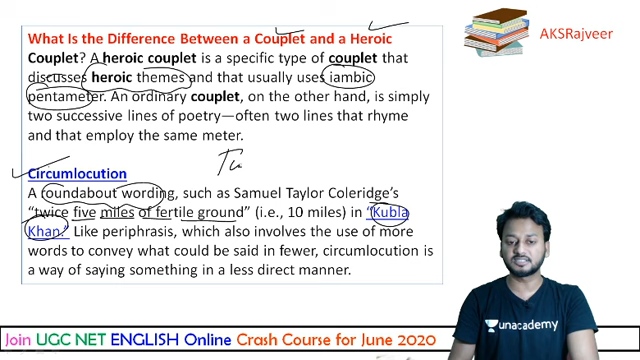 What Is the Difference Between a Couplet and a Heroic
Couplet? A heroic couplet is a specific type of couplet that
discusses heroic themes and that usually uses iambic
pentameter. An ordinary couplet, on the other hand, is simply
two successive lines of poetry—often two lines that rhyme
and that employ the same meter.
Circumlocution
A roundabout wording, such as Samuel Taylor Coleridge's
"twice five miles of fertile ground" (i.e., 10 miles) in "Kubla
Khan." Like periphrasis, which also involves the use of more
words to convey what could be said in fewer, circumlocution is
a way of saying something in a less direct manner.
AKSRajveer
unacademy
Join UGC NET ENGLISH Online Crash Course for June 2020